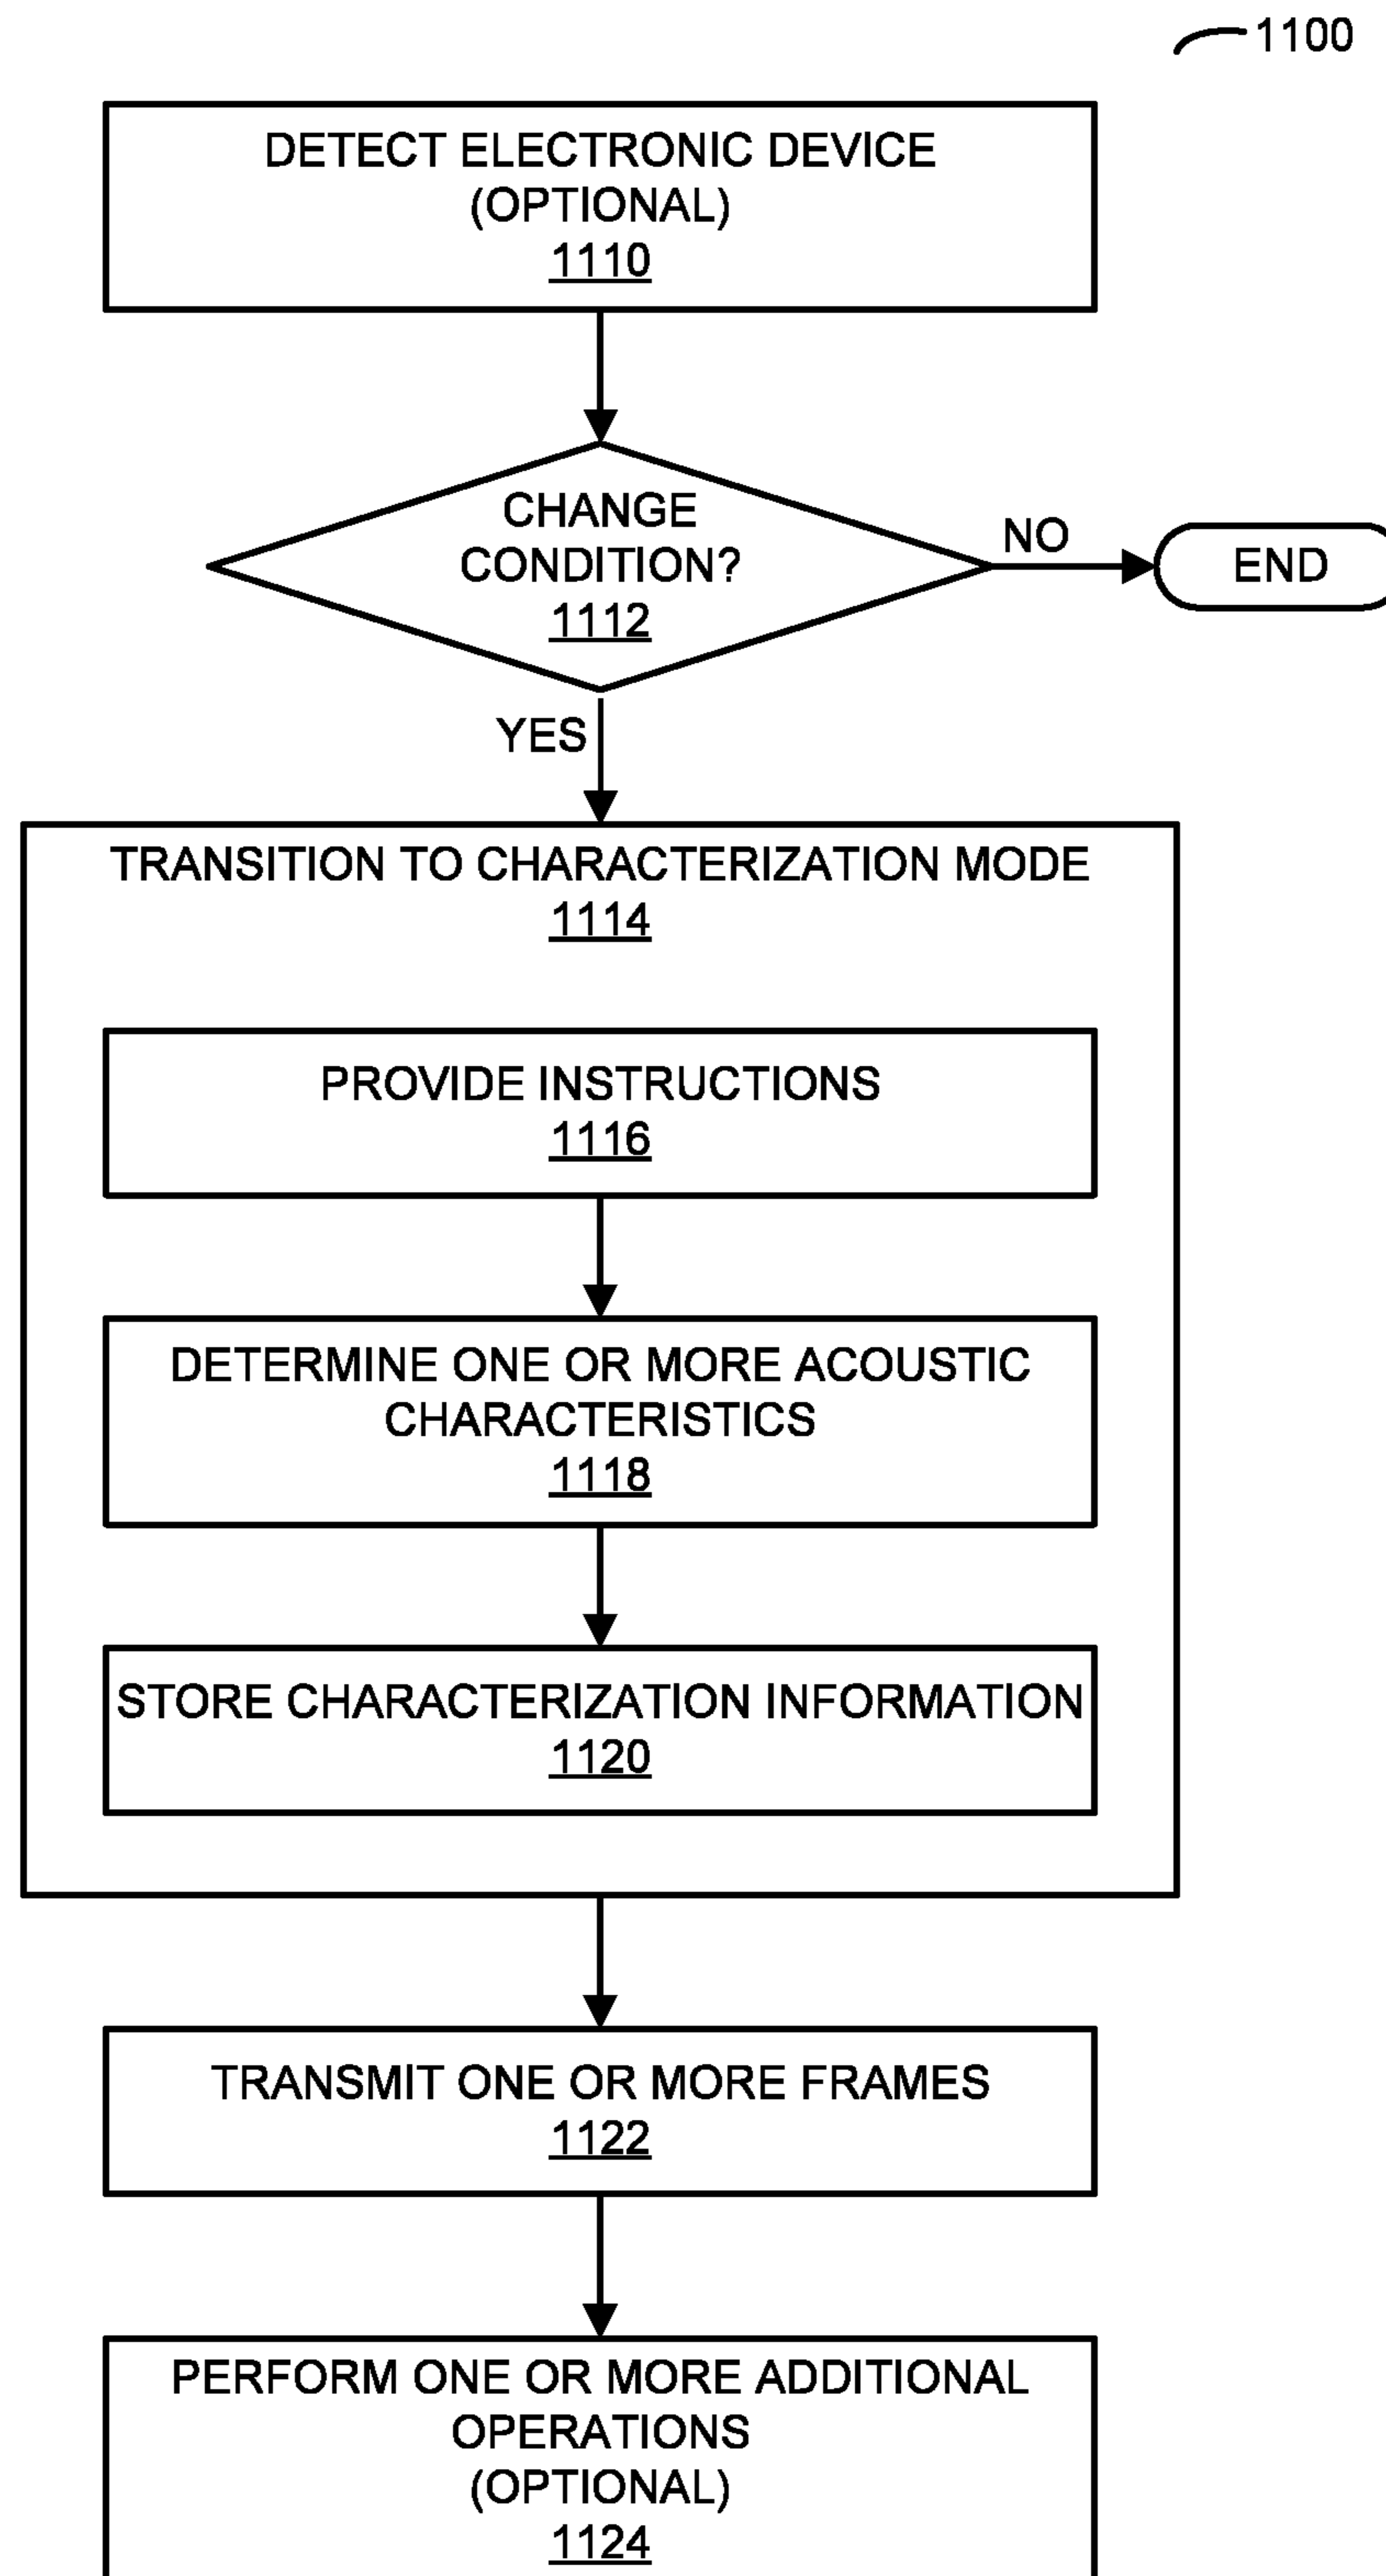 1100
DETECT ELECTRONIC DEVICE
(OPTIONAL)
1110
CHANGE
CONDITION?
1112
NO
END
YES
TRANSITION TO CHARACTERIZATION MODE
1114
PROVIDE INSTRUCTIONS
1116
DETERMINE ONE OR MORE ACOUSTIC
CHARACTERISTICS
1118
STORE CHARACTERIZATION INFORMATION
1120
TRANSMIT ONE OR MORE FRAMES
1122
PERFORM ONE OR MORE ADDITIONAL
OPERATIONS
(OPTIONAL)
1124